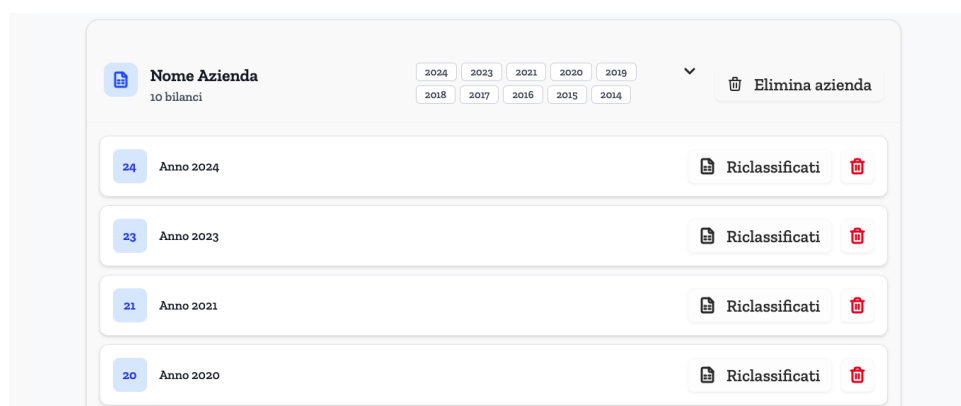 Nome Azienda
10 bilanci
2024 2023 2021 2020 2019
2018 2017 2016 2015 2014
Elimina azienda
24 Anno 2024 Riclassificati
23 Anno 2023 Riclassificati
21 Anno 2021 Riclassificati
20 Anno 2020 Riclassificati